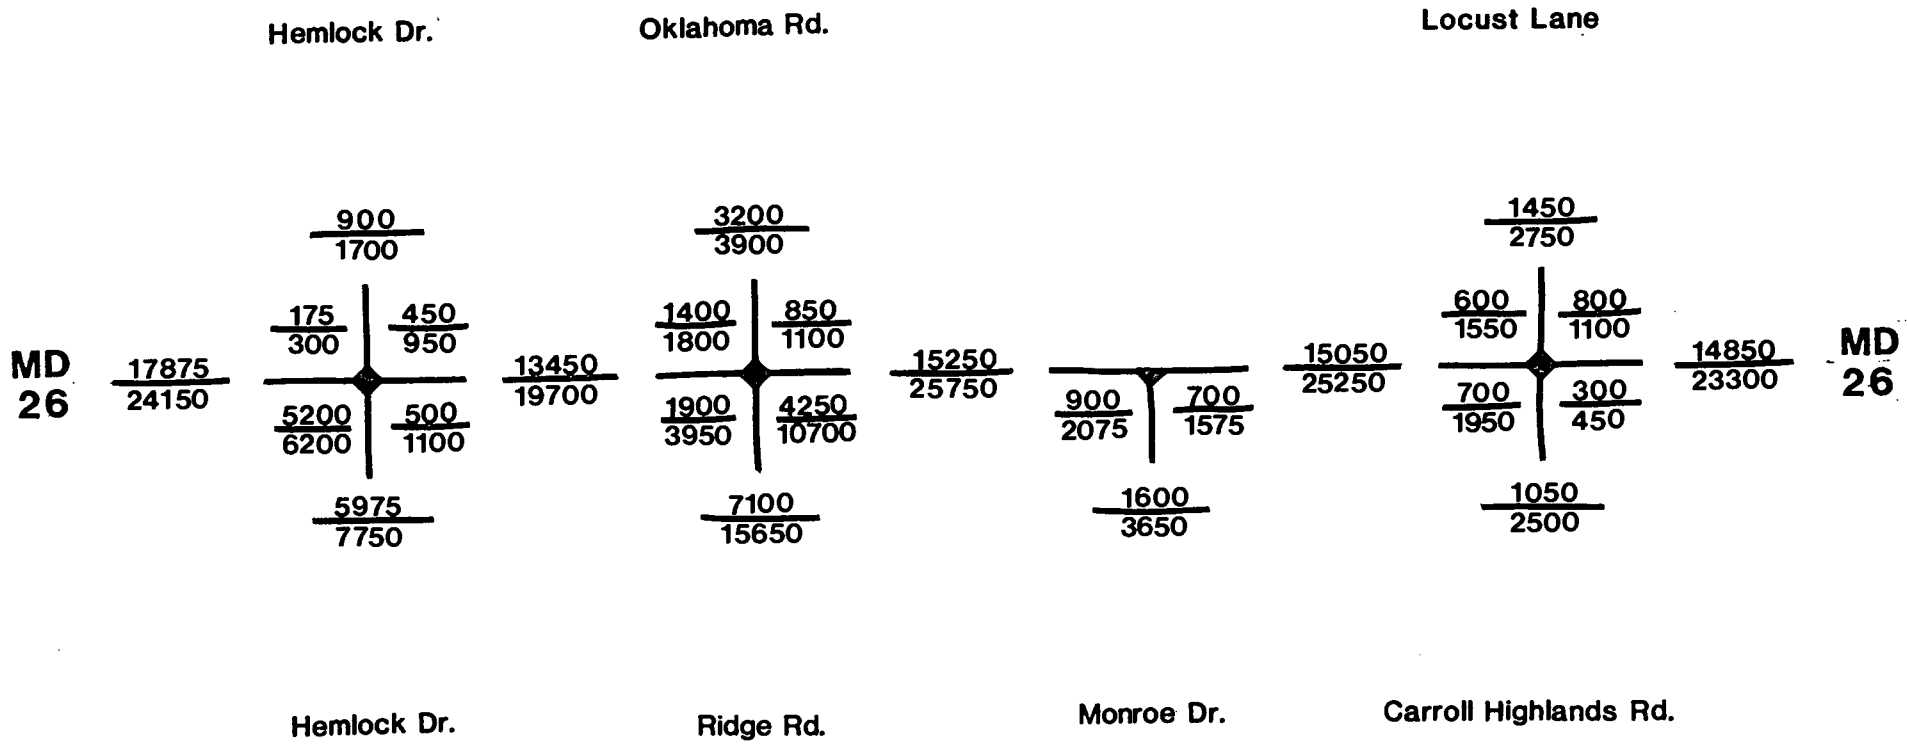 Hemlock Dr. Oklahoma Rd. Locust Lane
900 3200 1450
1700 3900 2750
175 450 1400 850 600 800
300 950 1800 1100 1550 1100
MD 17875 13450 15250 15050 14850 MD
26 24150 19700 25750 25250 23300 26
5200 500 1900 4250 900 700 700 300
6200 1100 3950 10700 2075 1575 1950 450
5975 7100 1600 1050
7750 15650 3650 2500
Hemlock Dr. Ridge Rd. Monroe Dr. Carroll Highlands Rd.